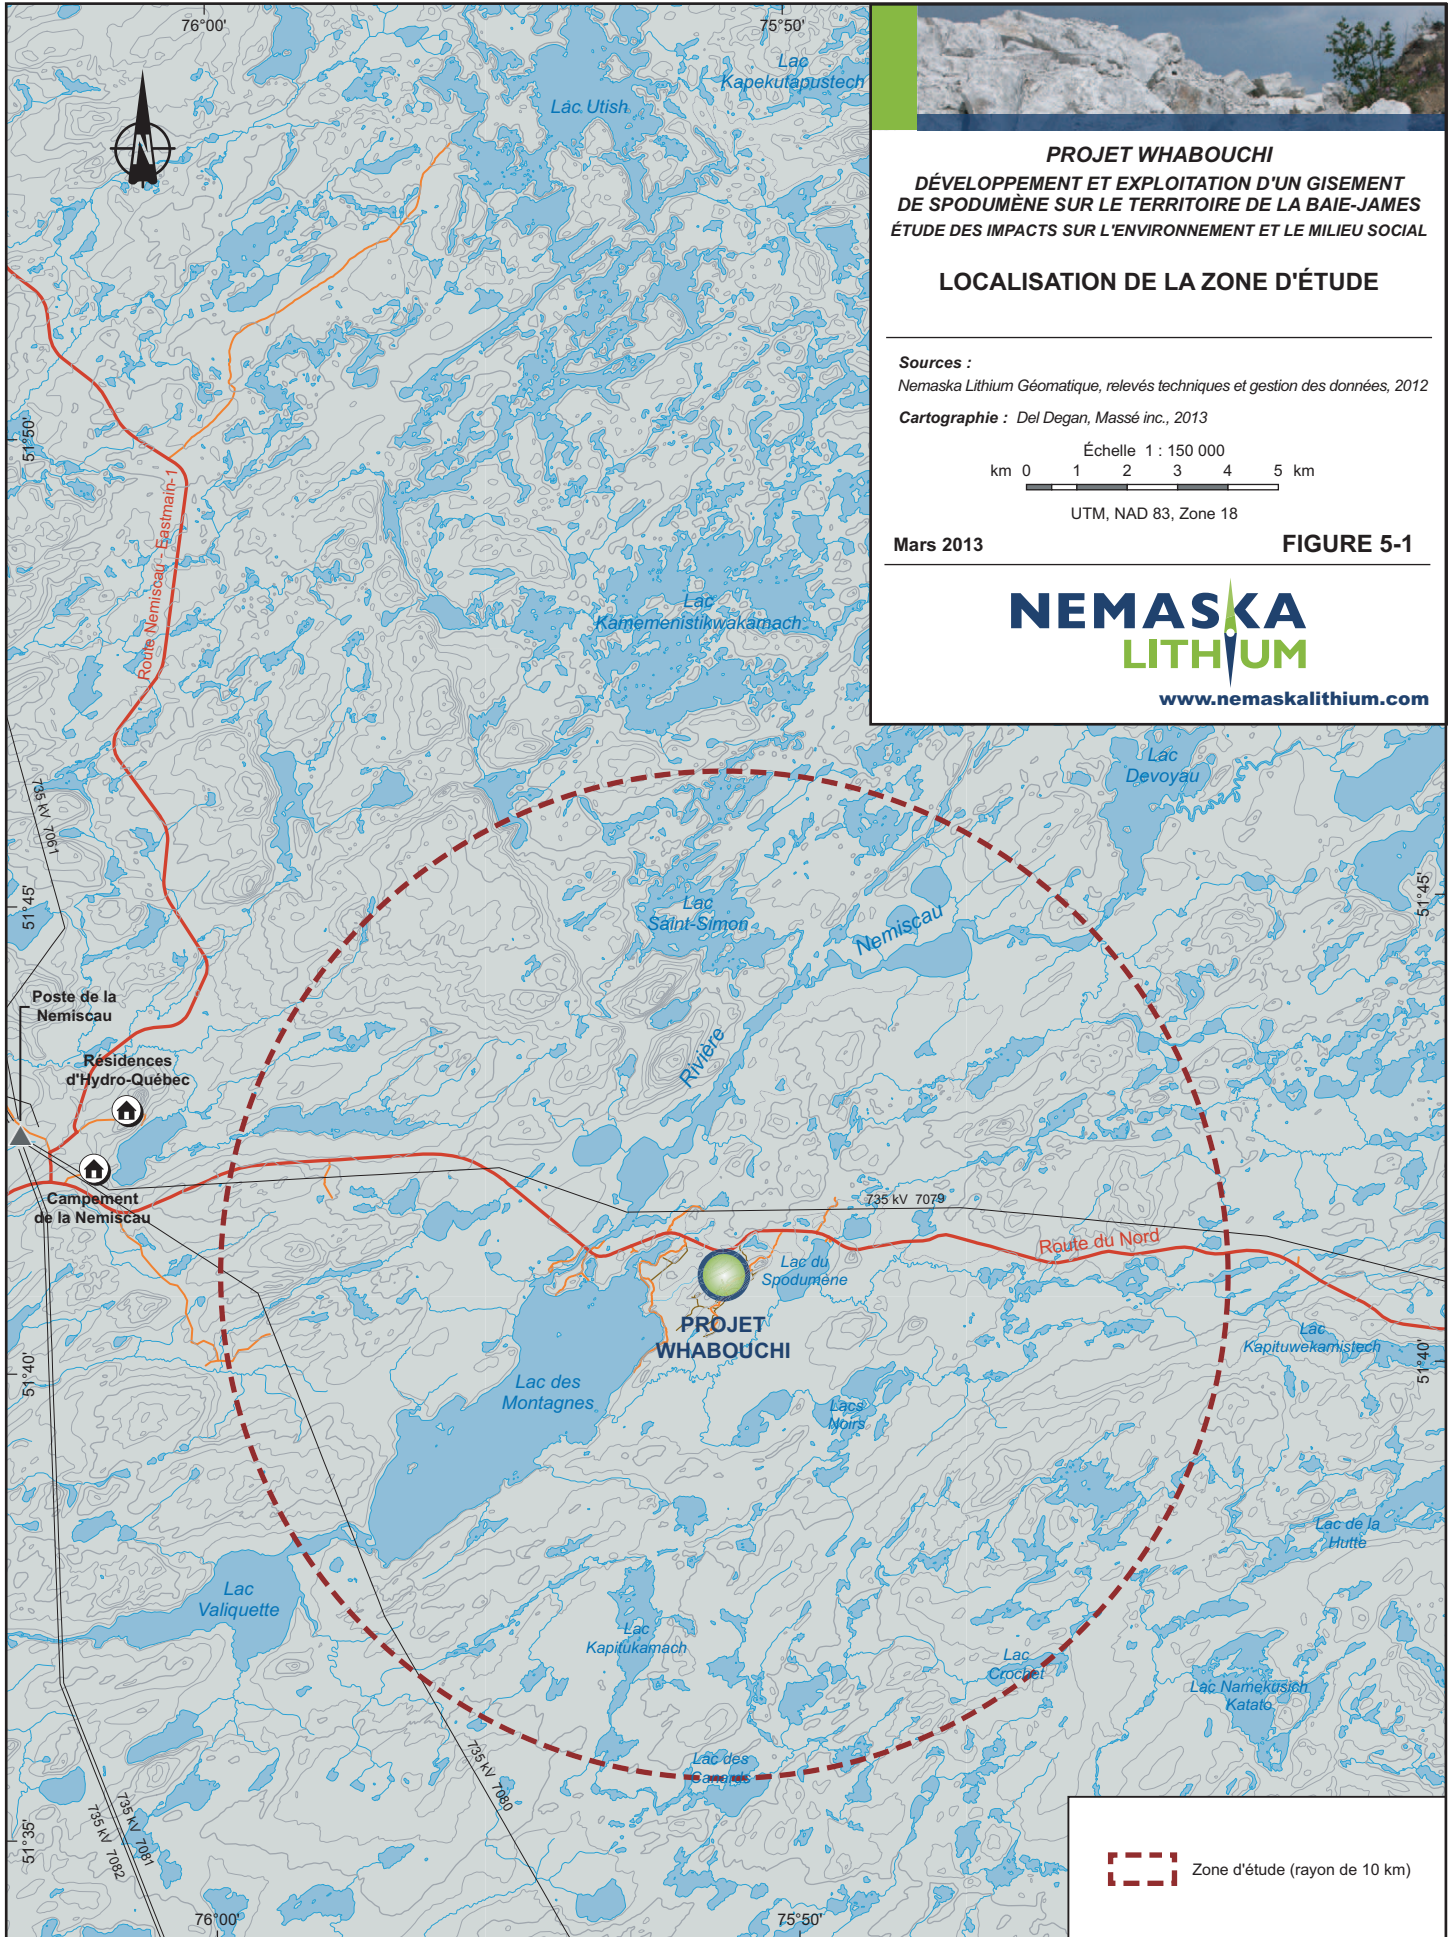 76°00'
75°50'
Lac
Kapekutapustech
Lac Utish
PROJET WHABOUCHI
DÉVELOPPEMENT ET EXPLOITATION D'UN GISEMENT
DE SPODUMÈNE SUR LE TERRITOIRE DE LA BAIE-JAMES
ÉTUDE DES IMPACTS SUR L'ENVIRONNEMENT ET LE MILIEU SOCIAL
LOCALISATION DE LA ZONE D'ÉTUDE
Sources :
Nemaska Lithium Géomatique, relevés techniques et gestion des données, 2012
Cartographie : Del Degan, Massé inc., 2013
Échelle 1 : 150 000
km 0 1 2 3 4 5 km
UTM, NAD 83, Zone 18
Mars 2013
FIGURE 5-1
NEMASKA
LITHIUM
www.nemaskalithium.com
N
51°50'
Route Nemiscau - Eastmain-1
Lac
Kamemenistikwakamach
Lac
Devoyau
735 kV 7061
51°45'
51°45'
Lac
Saint-Simon
Nemiscau
Rivière
Poste de la
Nemiscau
Résidences
d'Hydro-Québec
Campement
de la Nemiscau
735 kV 7079
Route du Nord
Lac du
Spodumène
PROJET
WHABOUCHI
Lac
Kapituwekamistech
51°40'
51°40'
Lac des
Montagnes
Lacs
Noirs
Lac de la
Hutte
Lac
Valiquette
Lac
Kapitukamach
Lac
Crochet
Lac Namekusich
Katato
Lac des
Canards
735 kV 7080
735 kV 7081
735 kV 7082
51°35'
76°00'
75°50'
Zone d'étude (rayon de 10 km)